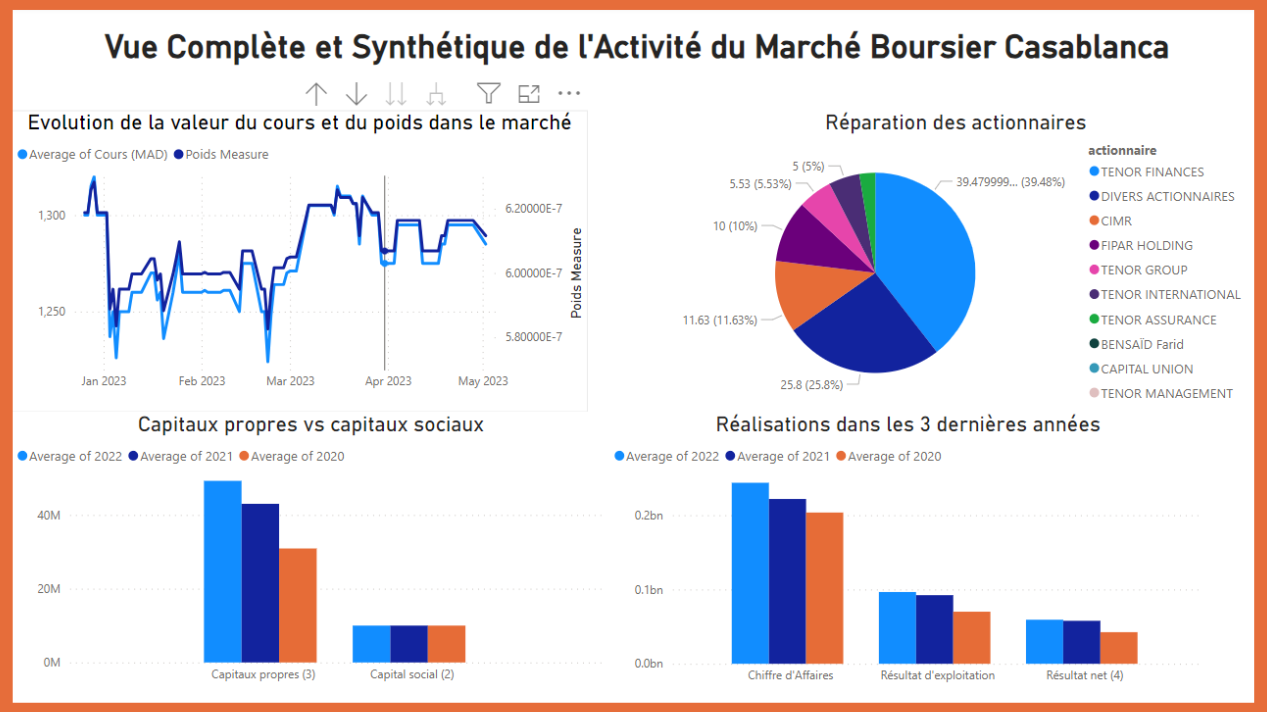 Vue Complète et Synthétique de l'Activité du Marché Boursier Casablanca
Evolution de la valeur du cours et du poids dans le marché
Average of Cours (MAD) Poids Measure
1,300
1,250
6.20000E-7
6.00000E-7
5.80000E-7
Poids Measure
Jan 2023 Feb 2023 Mar 2023 Apr 2023 May 2023
Réparation des actionnaires
5 (5%)
5.53 (5.53%)
10 (10%)
11.63 (11.63%)
25.8 (25.8%)
39.479999... (39.48%)
actionnaire
TENOR FINANCES
DIVERS ACTIONNAIRES
CIMR
FIPAR HOLDING
TENOR GROUP
TENOR INTERNATIONAL
TENOR ASSURANCE
BENSAÏD Farid
CAPITAL UNION
TENOR MANAGEMENT
Capitaux propres vs capitaux sociaux
Average of 2022 Average of 2021 Average of 2020
40M
20M
0M
Capitaux propres (3) Capital social (2)
Réalisations dans les 3 dernières années
Average of 2022 Average of 2021 Average of 2020
0.2bn
0.1bn
0.0bn
Chiffre d'Affaires Résultat d'exploitation Résultat net (4)